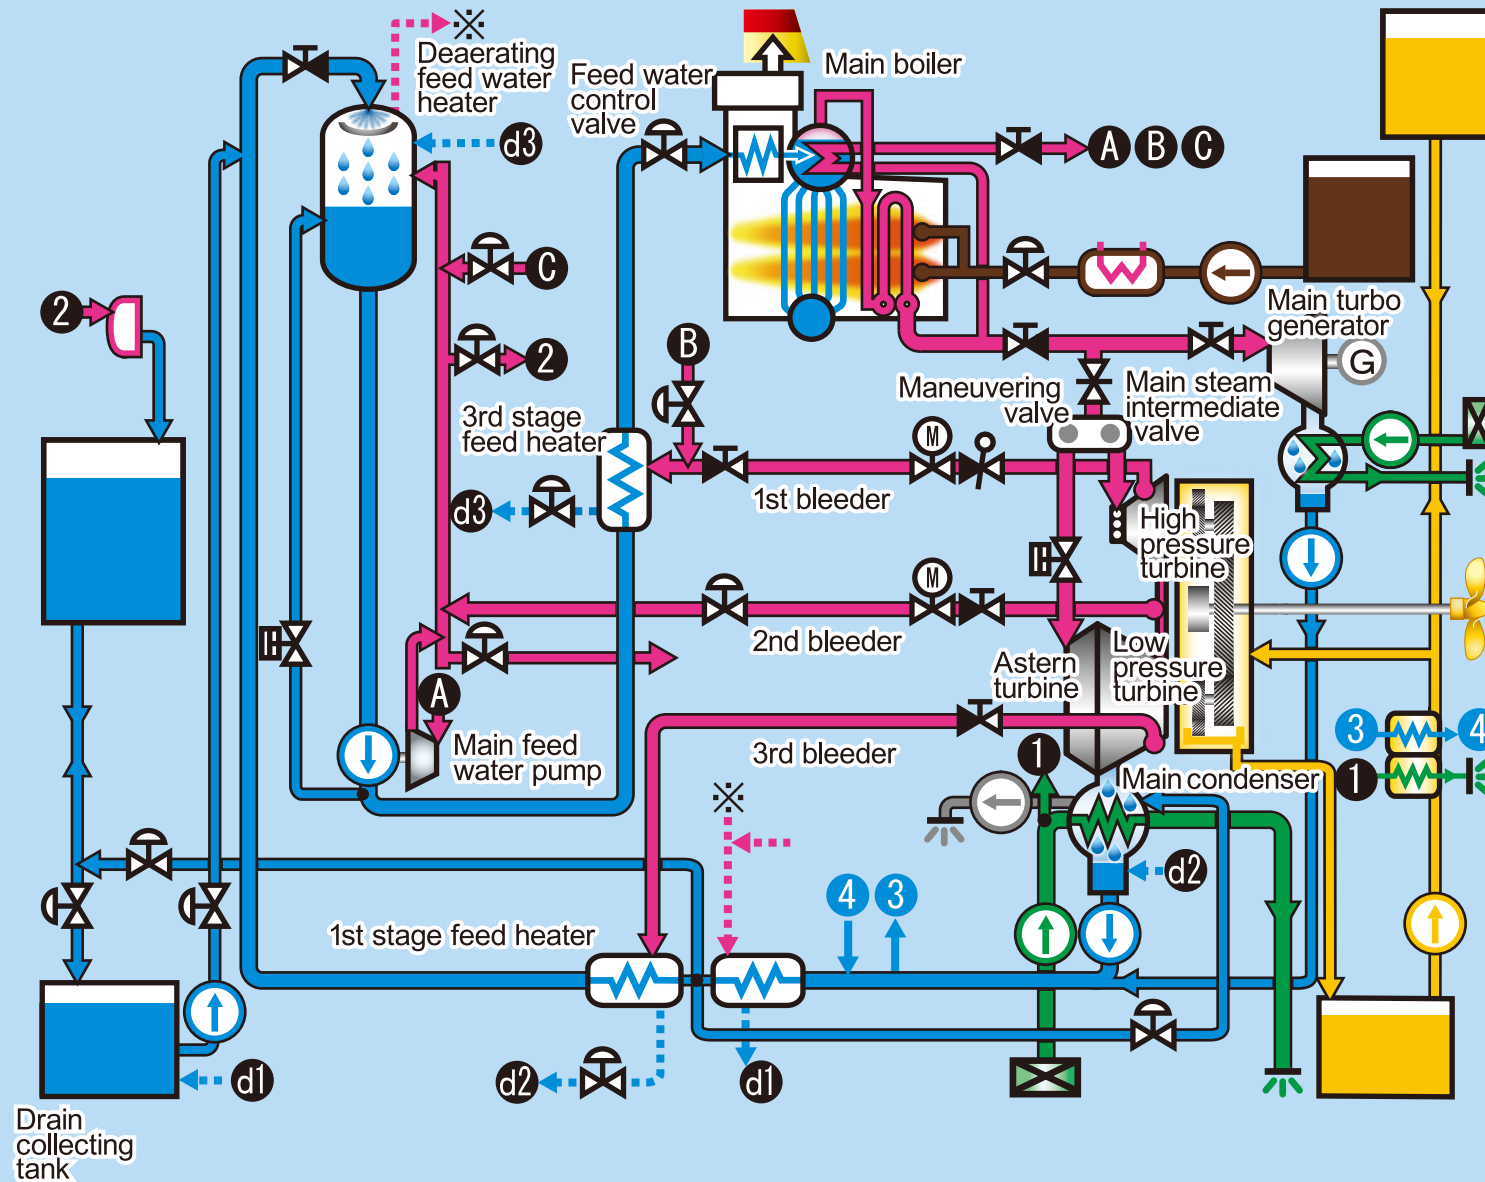 ※
Deaerating
feed water
heater
Feed water
control
valve
Main boiler
d3
A B C
C
2
2
B
Main turbo
generator
G
Maneuvering
valve
Main steam
intermediate
valve
3rd stage
feed heater
M
1st bleeder
d3
High
pressure
turbine
M
2nd bleeder
Astern
turbine
Low
pressure
turbine
A
Main feed
water pump
3rd bleeder
1
Main condenser
3
4
1
※
d2
4
3
1st stage feed heater
d1
d2
d1
Drain
collecting
tank